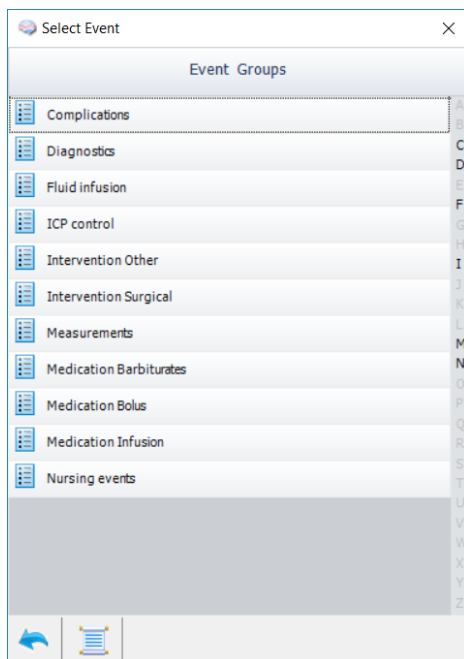 Select Event
Event Groups
Complications
Diagnostics
Fluid infusion
ICP control
Intervention Other
Intervention Surgical
Measurements
Medication Barbiturates
Medication Bolus
Medication Infusion
Nursing events
A
B
C
D
E
F
G
H
I
J
K
L
M
N
O
P
Q
R
S
T
U
V
W
X
Y
Z